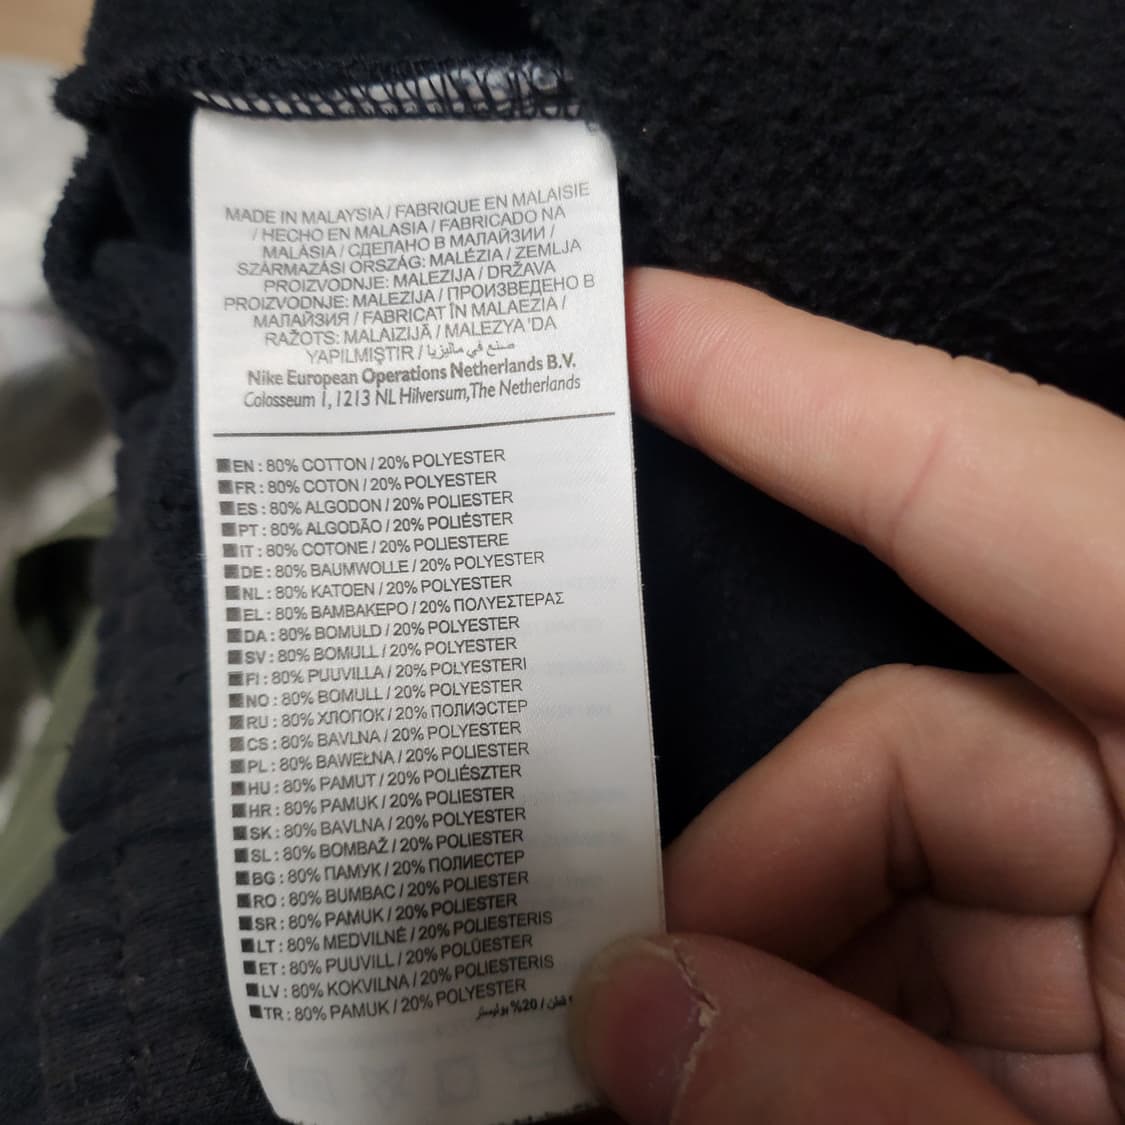 MADE IN MALAYSIA / FABRIQUE EN MALAISIE
/ HECHO EN MALASIA / FABRICADO NA
MALÁSIA / СДЕЛАНО В МАЛАЙЗИИ /
SZÁRMAZÁSI ORSZÁG: MALÉZIA / ZEMLJA
PROIZVODNJE: MALEZIJA / DRŽAVA
PROIZVODNJE: MALEZIJA / ПРОИЗВЕДЕНО В
МАЛАЙЗИЯ / FABRICAT ÎN MALAEZIA /
RAŽOTS: MALAIZIJĀ / MALEZYA'DA
YAPILMIŞTIR / صنع في ماليزيا
Nike European Operations Netherlands B.V.
Colosseum 1, 1213 NL Hilversum,The Netherlands
EN : 80% COTTON / 20% POLYESTER
FR : 80% COTON / 20% POLYESTER
ES : 80% ALGODON / 20% POLIESTER
PT : 80% ALGODÃO / 20% POLIÉSTER
IT : 80% COTONE / 20% POLIESTERE
DE : 80% BAUMWOLLE / 20% POLYESTER
NL : 80% KATOEN / 20% POLYESTER
EL : 80% ΒΑΜΒΑΚΕΡΟ / 20% ΠΟΛΥΕΣΤΕΡΑΣ
DA : 80% BOMULD / 20% POLYESTER
SV : 80% BOMULL / 20% POLYESTER
FI : 80% PUUVILLA / 20% POLYESTERI
NO : 80% BOMULL / 20% POLYESTER
RU : 80% ХЛОПОК / 20% ПОЛИЭСТЕР
CS : 80% BAVLNA / 20% POLYESTER
PL : 80% BAWEŁNA / 20% POLIESTER
HU : 80% PAMUT / 20% POLIÉSZTER
HR : 80% PAMUK / 20% POLIESTER
SK : 80% BAVLNA / 20% POLYESTER
SL : 80% BOMBAŽ / 20% POLIESTER
BG : 80% ПАМУК / 20% ПОЛИЕСТЕР
RO : 80% BUMBAC / 20% POLIESTER
SR : 80% PAMUK / 20% POLIESTER
LT : 80% MEDVILNĖ / 20% POLIESTERIS
ET : 80% PUUVILL / 20% POLÜESTER
LV : 80% KOKVILNA / 20% POLIESTERIS
TR : 80% PAMUK / 20% POLYESTER
قطن / 20% بوليستر